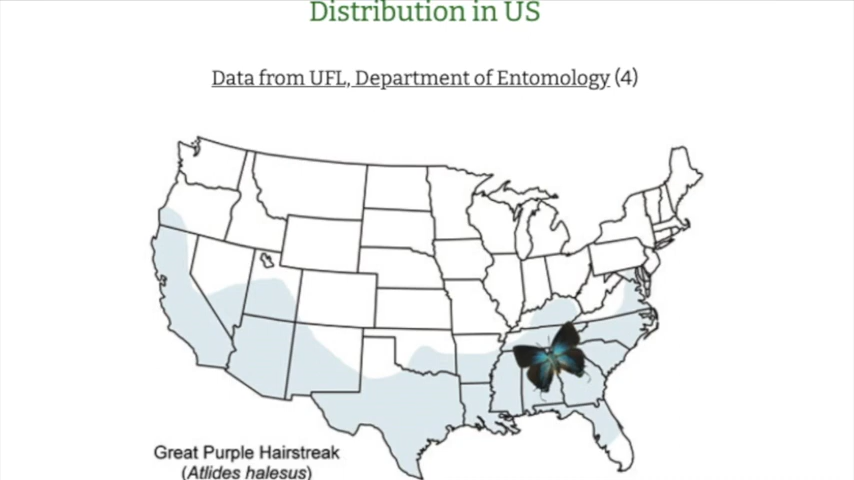 Distribution in US
Data from UFL, Department of Entomology (4)
Great Purple Hairstreak
(Atlides halesus)